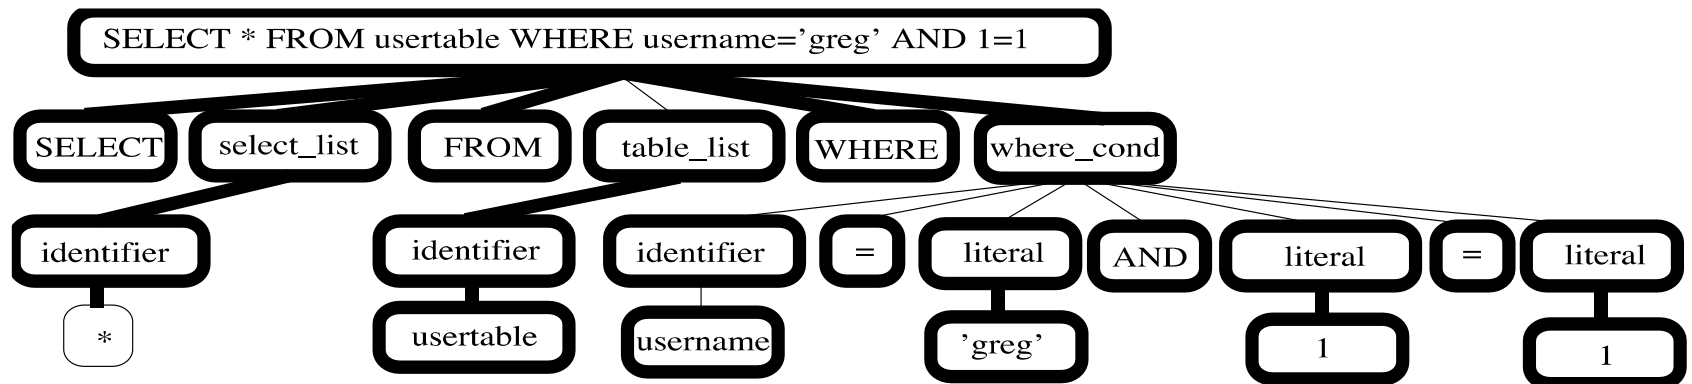 SELECT * FROM usertable WHERE username='greg' AND 1=1
SELECT select_list FROM table_list WHERE where_cond
identifier identifier identifier = literal AND literal = literal
* usertable username 'greg' 1 1